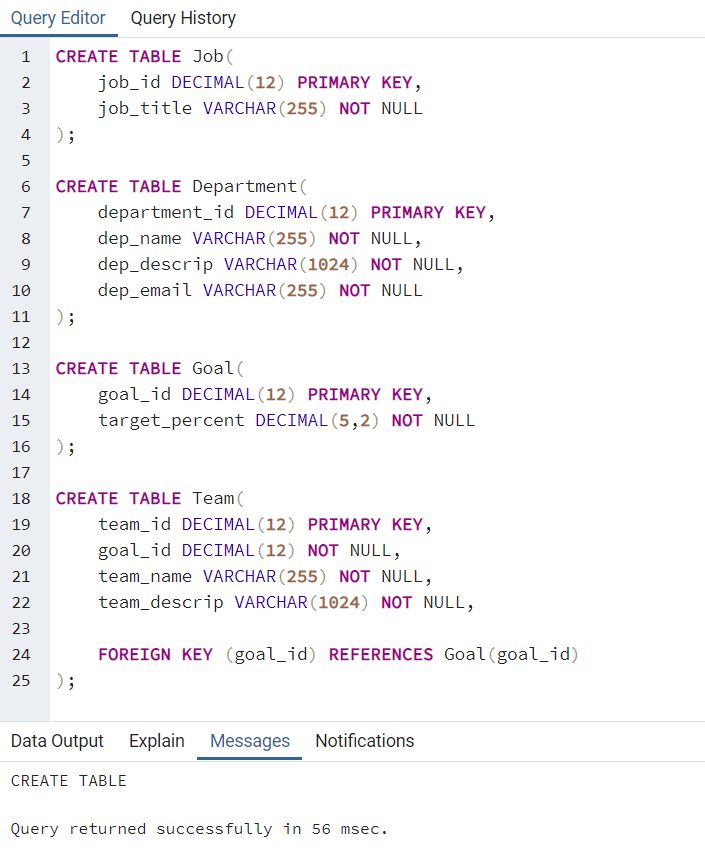 Query Editor Query History
1 CREATE TABLE Job(
2 job_id DECIMAL(12) PRIMARY KEY,
3 job_title VARCHAR(255) NOT NULL
4 );
5
6 CREATE TABLE Department(
7 department_id DECIMAL(12) PRIMARY KEY,
8 dep_name VARCHAR(255) NOT NULL,
9 dep_descrip VARCHAR(1024) NOT NULL,
10 dep_email VARCHAR(255) NOT NULL
11 );
12
13 CREATE TABLE Goal(
14 goal_id DECIMAL(12) PRIMARY KEY,
15 target_percent DECIMAL(5,2) NOT NULL
16 );
17
18 CREATE TABLE Team(
19 team_id DECIMAL(12) PRIMARY KEY,
20 goal_id DECIMAL(12) NOT NULL,
21 team_name VARCHAR(255) NOT NULL,
22 team_descrip VARCHAR(1024) NOT NULL,
23
24 FOREIGN KEY (goal_id) REFERENCES Goal(goal_id)
25 );
Data Output Explain Messages Notifications
CREATE TABLE
Query returned successfully in 56 msec.